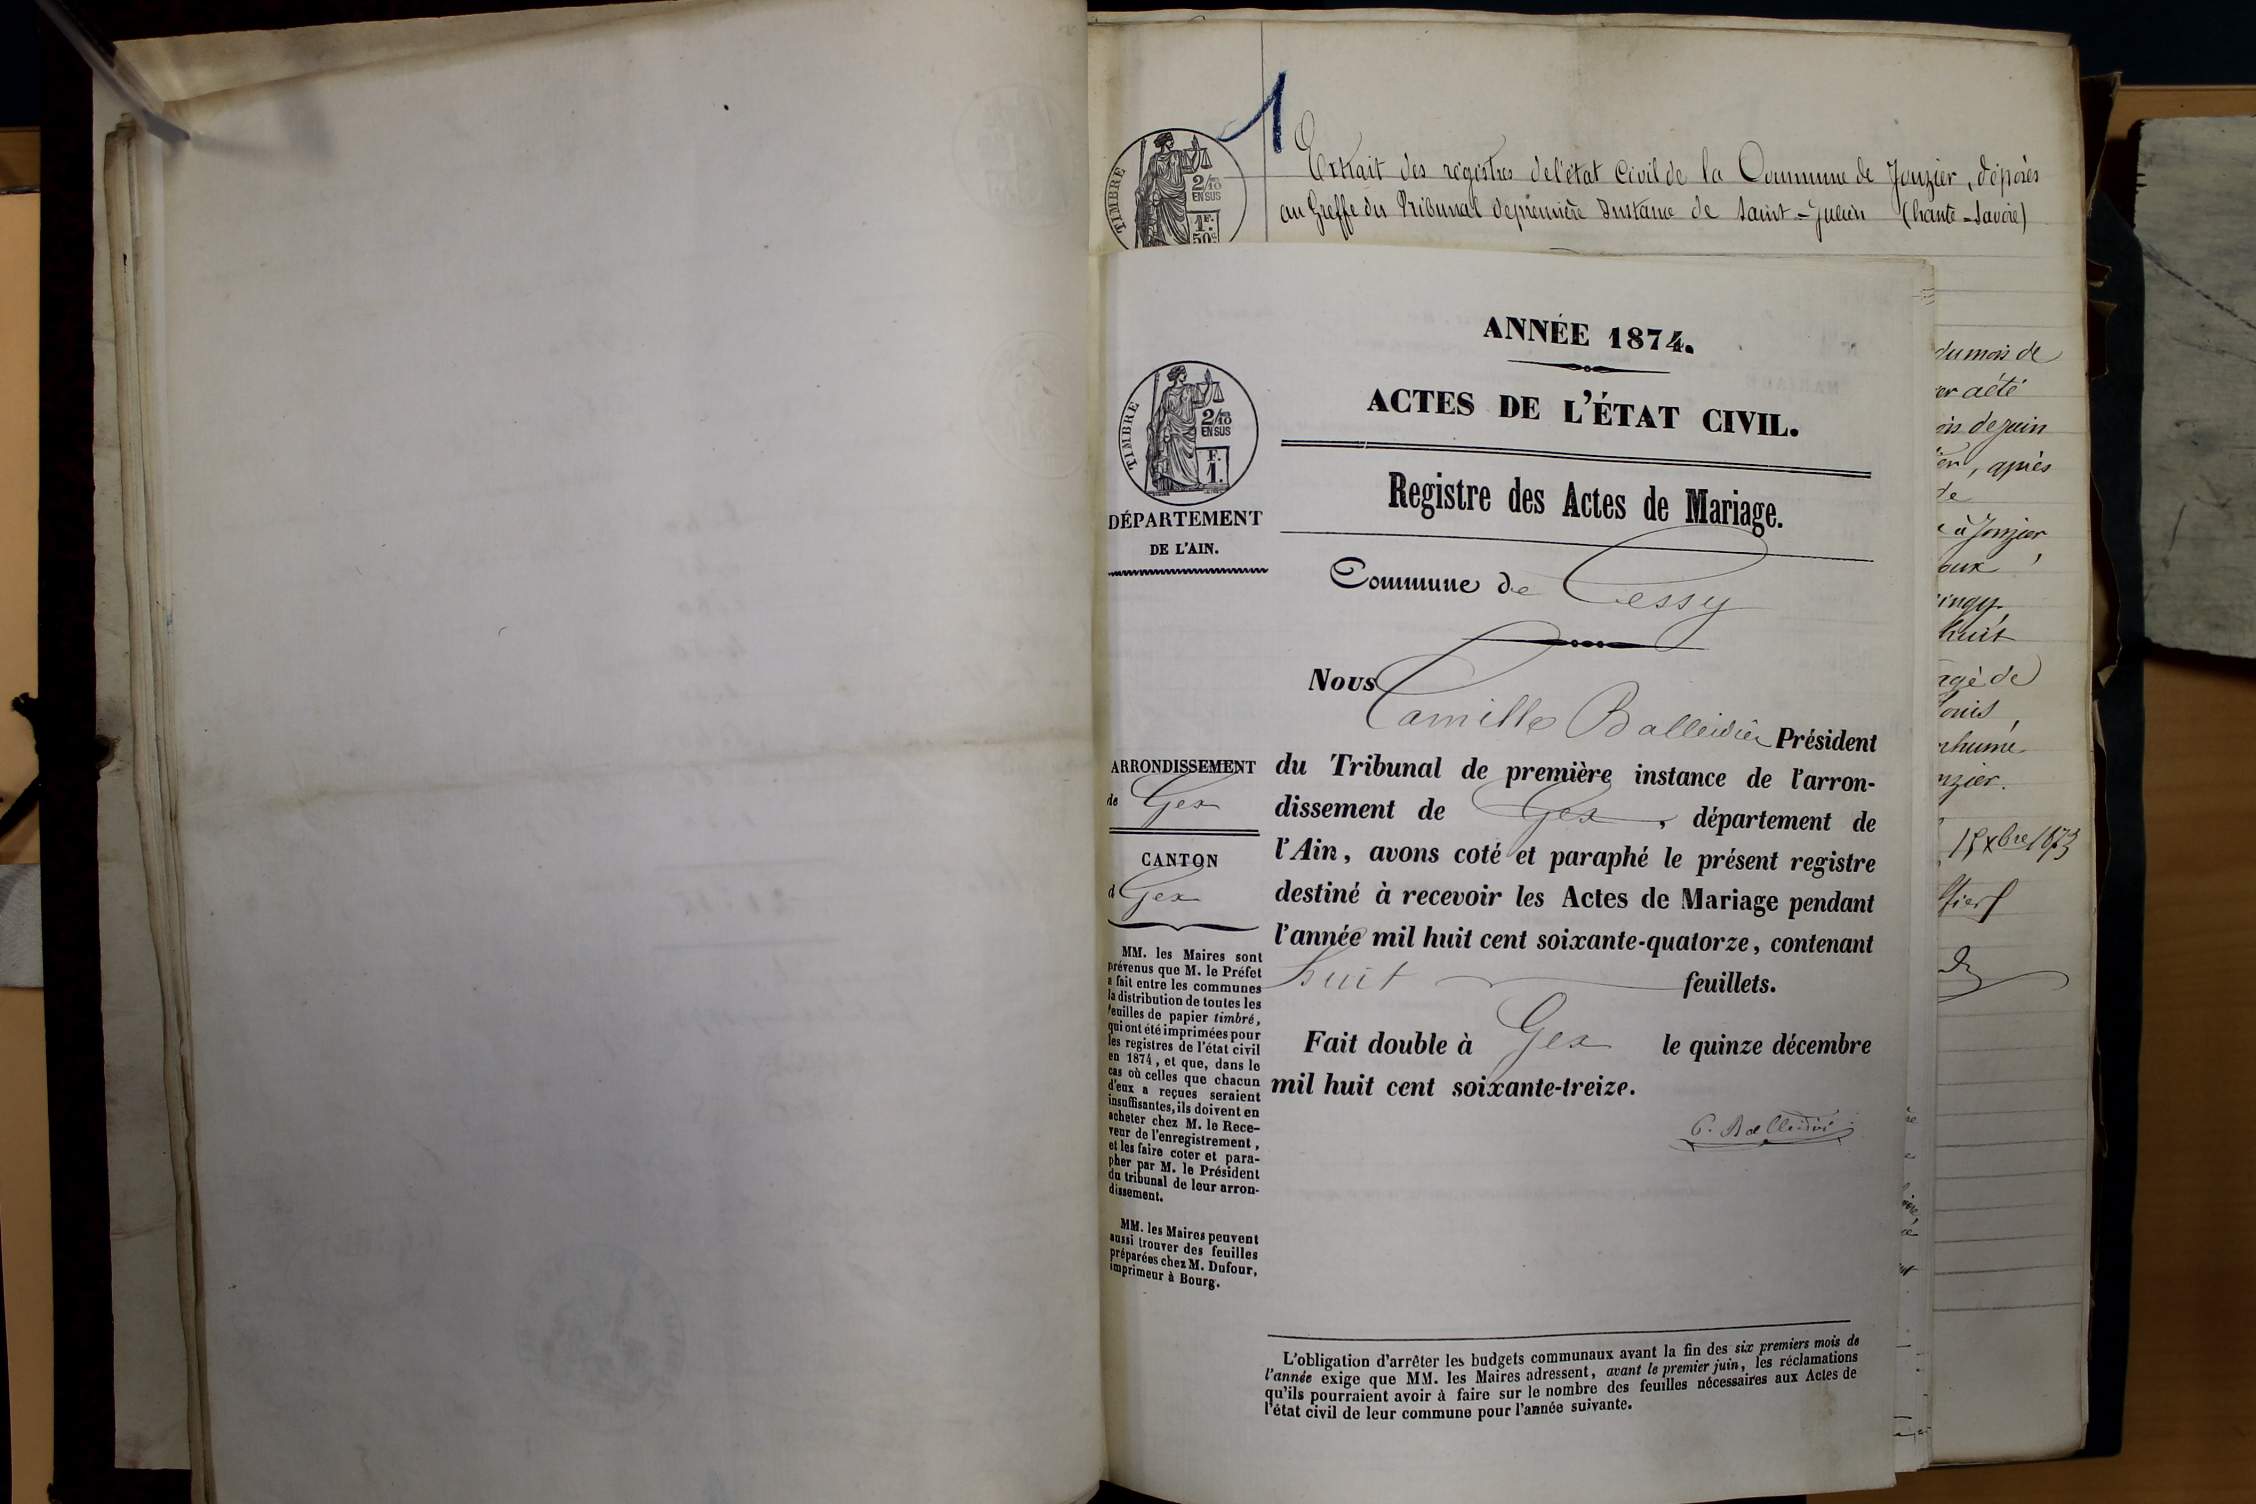 1
Extrait des régistres de l'état civil de la Commune de Jonzier, déposés
au Greffe du Tribunal de première Instance de Saint-Julien (haute-Savoie)
TIMBRE
2/10
EN SUS
1F.
50c
du mois de
er a été
ois de juin
er, après
de
à Jonzier
oux
ingy
huit
agé de
Louis,
nhumé
nzier.
15 xbre 1873
ANNÉE 1874.
ACTES DE L'ÉTAT CIVIL.
TIMBRE
2/10
EN SUS
F.
1.
DÉPARTEMENT
DE L'AIN.
Registre des Actes de Mariage.
Commune de Cessy
Nous Camille Balleidier Président
du Tribunal de première instance de l'arron-
dissement de Gex, département de
l'Ain, avons coté et paraphé le présent registre
destiné à recevoir les Actes de Mariage pendant
l'année mil huit cent soixante-quatorze, contenant
huit feuillets.
Fait double à Gex le quinze décembre
mil huit cent soixante-treize.
C. Balleidier
ARRONDISSEMENT
de Gex
CANTON
d Gex
MM. les Maires sont
prévenus que M. le Préfet
a fait entre les communes
la distribution de toutes les
feuilles de papier timbré,
qui ont été imprimées pour
les registres de l'état civil
en 1874, et que, dans le
cas où celles que chacun
d'eux a reçues seraient
insuffisantes, ils doivent en
acheter chez M. le Rece-
veur de l'enregistrement,
et les faire coter et para-
pher par M. le Président
du tribunal de leur arron-
dissement.
MM. les Maires peuvent
aussi trouver des feuilles
préparées chez M. Dufour,
imprimeur à Bourg.
L'obligation d'arrêter les budgets communaux avant la fin des six premiers mois de
l'année exige que MM. les Maires adressent, avant le premier juin, les réclamations
qu'ils pourraient avoir à faire sur le nombre des feuilles nécessaires aux Actes de
l'état civil de leur commune pour l'année suivante.